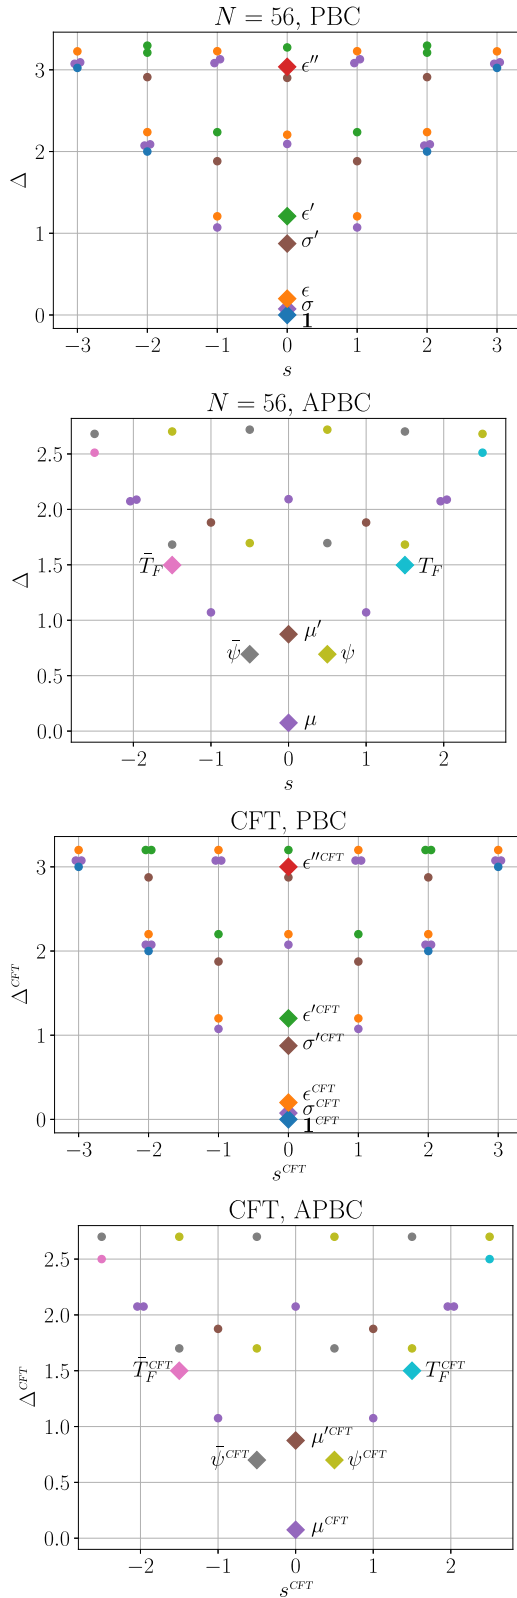 N = 56, PBC
3
2
1
0
Δ
ϵ''
ϵ'
σ'
ϵ
σ
1
−3 −2 −1 0 1 2 3
s
N = 56, APBC
2.5
2.0
1.5
1.0
0.5
0.0
Δ
T̄_F
T_F
μ'
ψ̄
ψ
μ
−2 −1 0 1 2
s
CFT, PBC
3
2
1
0
Δ^CFT
ϵ''^CFT
ϵ'^CFT
σ'^CFT
ϵ^CFT
σ^CFT
1^CFT
−3 −2 −1 0 1 2 3
s^CFT
CFT, APBC
2.5
2.0
1.5
1.0
0.5
0.0
Δ^CFT
T̄_F^CFT
T_F^CFT
μ'^CFT
ψ̄^CFT
ψ^CFT
μ^CFT
−2 −1 0 1 2
s^CFT